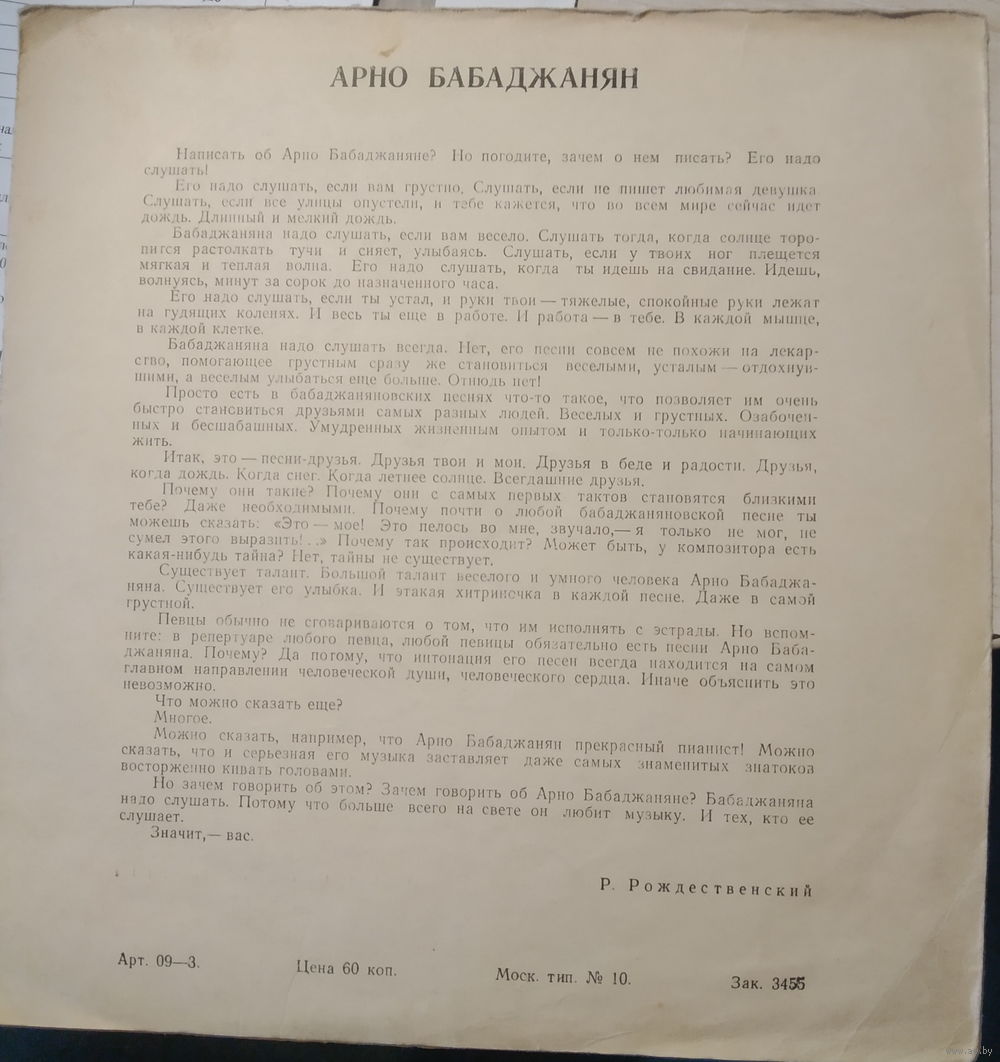 АРНО БАБАДЖАНЯН
Написать об Арно Бабаджаняне? Но погодите, зачем о нем писать? Его надо
слушать!
Его надо слушать, если вам грустно. Слушать, если не пишет любимая девушка.
Слушать, если все улицы опустели, и тебе кажется, что во всем мире сейчас идет
дождь. Длинный и мелкий дождь.
Бабаджаняна надо слушать, если вам весело. Слушать тогда, когда солнце торо-
пится растолкать тучи и сияет, улыбаясь. Слушать, если у твоих ног плещется
мягкая и теплая волна. Его надо слушать, когда ты идешь на свидание. Идешь,
волнуясь, минут за сорок до назначенного часа.
Его надо слушать, если ты устал, и руки твои — тяжелые, спокойные руки лежат
на гудящих коленях. И весь ты еще в работе. И работа — в тебе. В каждой мышце,
в каждой клетке.
Бабаджаняна надо слушать всегда. Нет, его песни совсем не похожи на лекар-
ство, помогающее грустным сразу же становиться веселыми, усталым — отдохнув-
шими, а веселым улыбаться еще больше. Отнюдь нет!
Просто есть в бабаджаняновских песнях что-то такое, что позволяет им очень
быстро становиться друзьями самых разных людей. Веселых и грустных. Озабочен-
ных и бесшабашных. Умудренных жизненным опытом и только-только начинающих
жить.
Итак, это — песни-друзья. Друзья твои и мои. Друзья в беде и радости. Друзья,
когда дождь. Когда снег. Когда летнее солнце. Всегдашние друзья.
Почему они такие? Почему они с самых первых тактов становятся близкими
тебе? Даже необходимыми. Почему почти о любой бабаджаняновской песне ты
можешь сказать: «Это — мое! Это пелось во мне, звучало,— я только не мог, не
сумел этого выразить!..» Почему так происходит? Может быть, у композитора есть
какая-нибудь тайна? Нет, тайны не существует.
Существует талант. Большой талант веселого и умного человека Арно Бабаджа-
няна. Существует его улыбка. И этакая хитриночка в каждой песне. Даже в самой
грустной.
Певцы обычно не сговариваются о том, что им исполнять с эстрады. Но вспом-
ните: в репертуаре любого певца, любой певицы обязательно есть песни Арно Баба-
джаняна. Почему? Да потому, что интонация его песен всегда находится на самом
главном направлении человеческой души, человеческого сердца. Иначе объяснить это
невозможно.
Что можно сказать еще?
Многое.
Можно сказать, например, что Арно Бабаджанян прекрасный пианист! Можно
сказать, что и серьезная его музыка заставляет даже самых знаменитых знатоков
восторженно кивать головами.
Но зачем говорить об этом? Зачем говорить об Арно Бабаджаняне? Бабаджаняна
надо слушать. Потому что больше всего на свете он любит музыку. И тех, кто ее
слушает.
Значит,— вас.
Р. Рождественский
Арт. 09—3. Цена 60 коп. Моск. тип. № 10. Зак. 3455